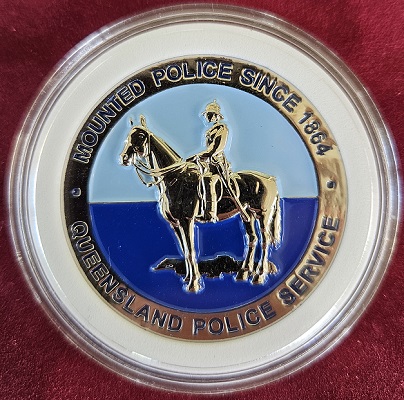 MOUNTED POLICE SINCE 1864
QUEENSLAND POLICE SERVICE